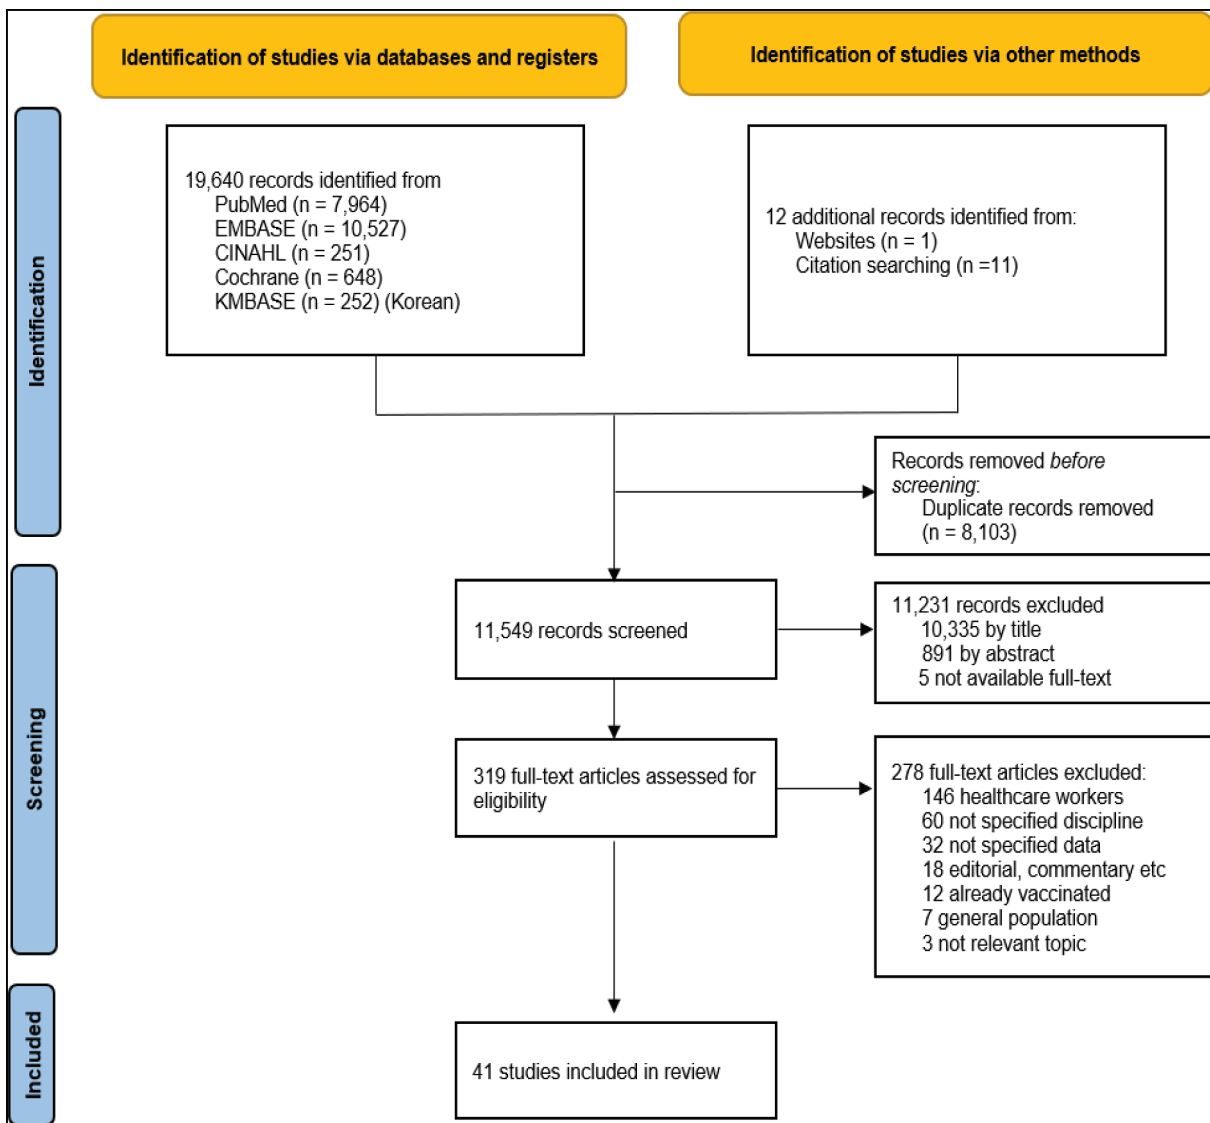 Identification of studies via databases and registers
Identification of studies via other methods
Identification
19,640 records identified from
PubMed (n = 7,964)
EMBASE (n = 10,527)
CINAHL (n = 251)
Cochrane (n = 648)
KMBASE (n = 252) (Korean)
12 additional records identified from:
Websites (n = 1)
Citation searching (n =11)
Records removed before
screening:
Duplicate records removed
(n = 8,103)
Screening
11,549 records screened
11,231 records excluded
10,335 by title
891 by abstract
5 not available full-text
319 full-text articles assessed for
eligibility
278 full-text articles excluded:
146 healthcare workers
60 not specified discipline
32 not specified data
18 editorial, commentary etc
12 already vaccinated
7 general population
3 not relevant topic
Included
41 studies included in review